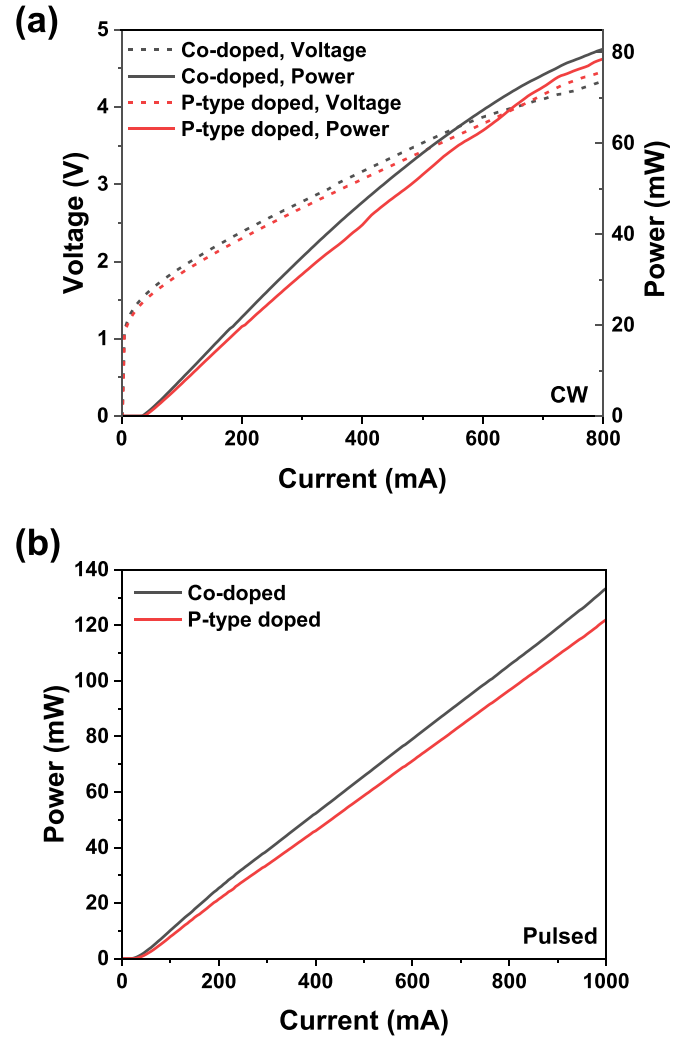 (a)
Co-doped, Voltage
Co-doped, Power
P-type doped, Voltage
P-type doped, Power
5
4
3
2
1
0
Voltage (V)
80
60
40
20
0
Power (mW)
CW
0
200
400
600
800
Current (mA)
(b)
Co-doped
P-type doped
140
120
100
80
60
40
20
0
Power (mW)
Pulsed
0
200
400
600
800
1000
Current (mA)